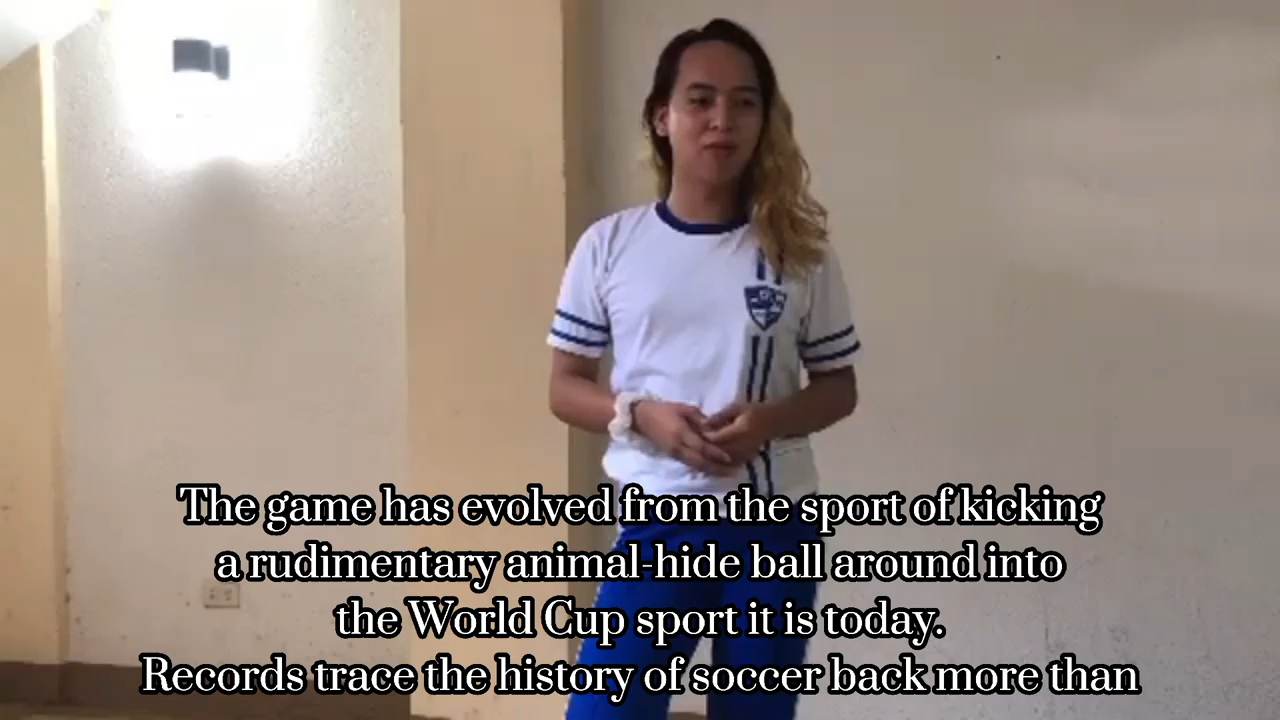 The game has evolved from the sport of kicking
a rudimentary animal-hide ball around into
the World Cup sport it is today.
Records trace the history of soccer back more than